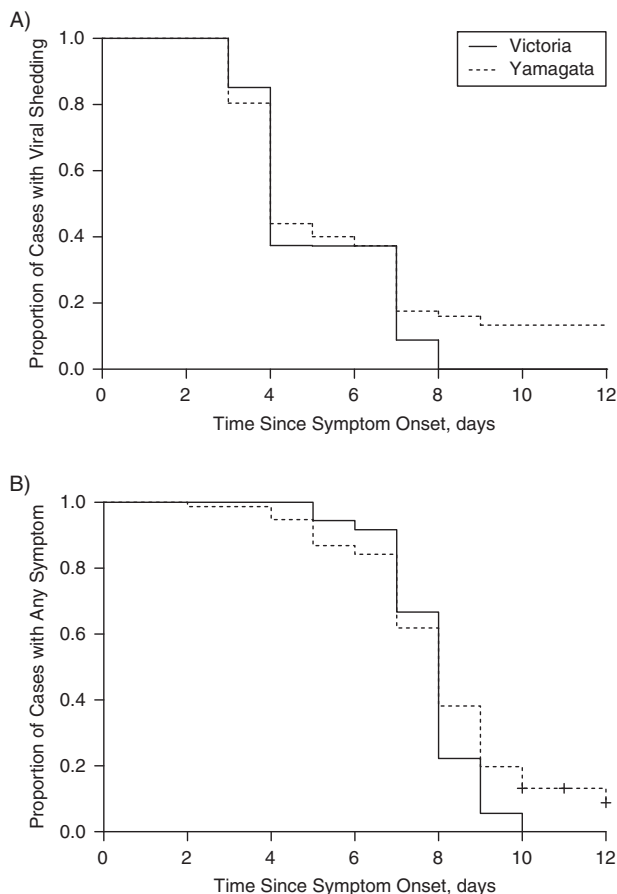 A)
Proportion of Cases with Viral Shedding
1.0
0.8
0.6
0.4
0.2
0.0
Victoria
Yamagata
0 2 4 6 8 10 12
Time Since Symptom Onset, days
B)
Proportion of Cases with Any Symptom
1.0
0.8
0.6
0.4
0.2
0.0
0 2 4 6 8 10 12
Time Since Symptom Onset, days